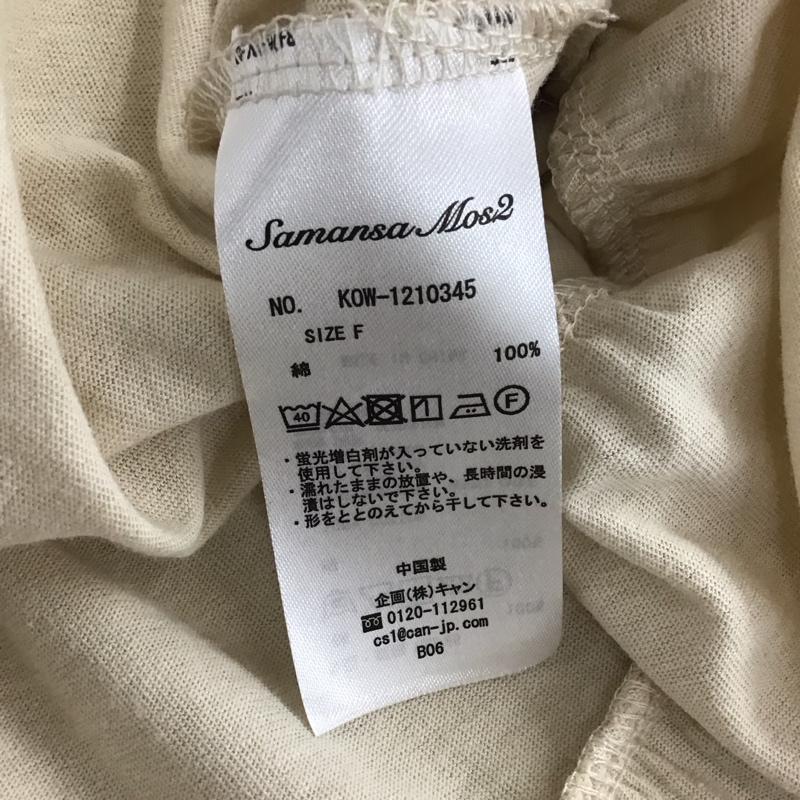 Samansa Mos2
NO. KOW-1210345
SIZE F
綿 100%
40 F
・蛍光増白剤が入っていない洗剤を
使用して下さい。
・濡れたままの放置や、長時間の浸
漬はしないで下さい。
・形をととのえてから干して下さい。
中国製
企画(株)キャン
0120-112961
cs1@can-jp.com
B06